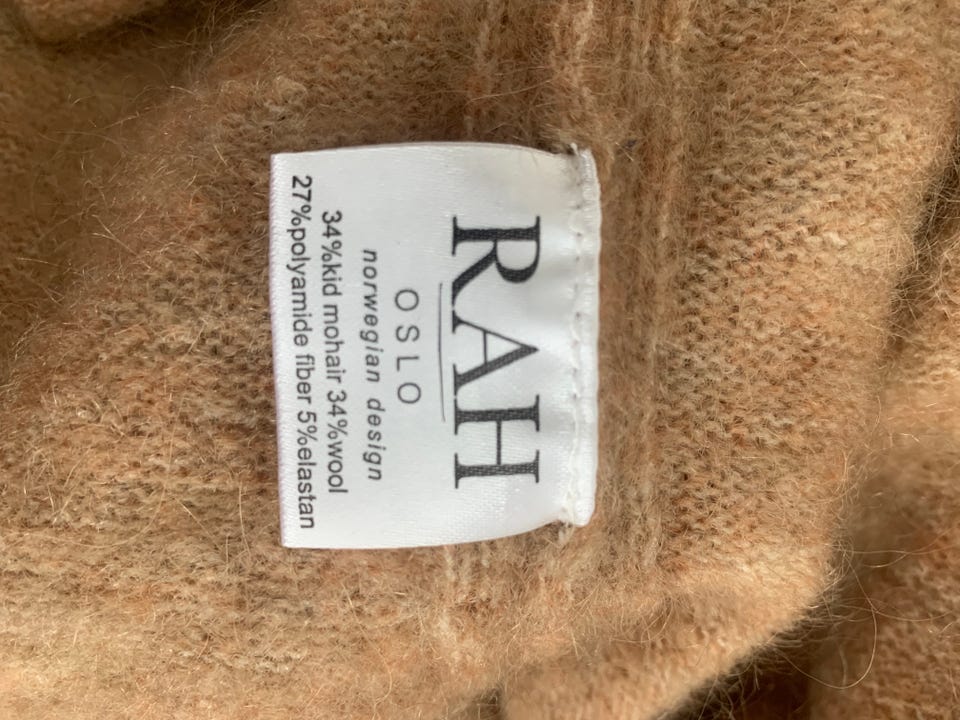 RAH
OSLO
norwegian design
34%kid mohair 34%wool
27%polyamide fiber 5%elastan